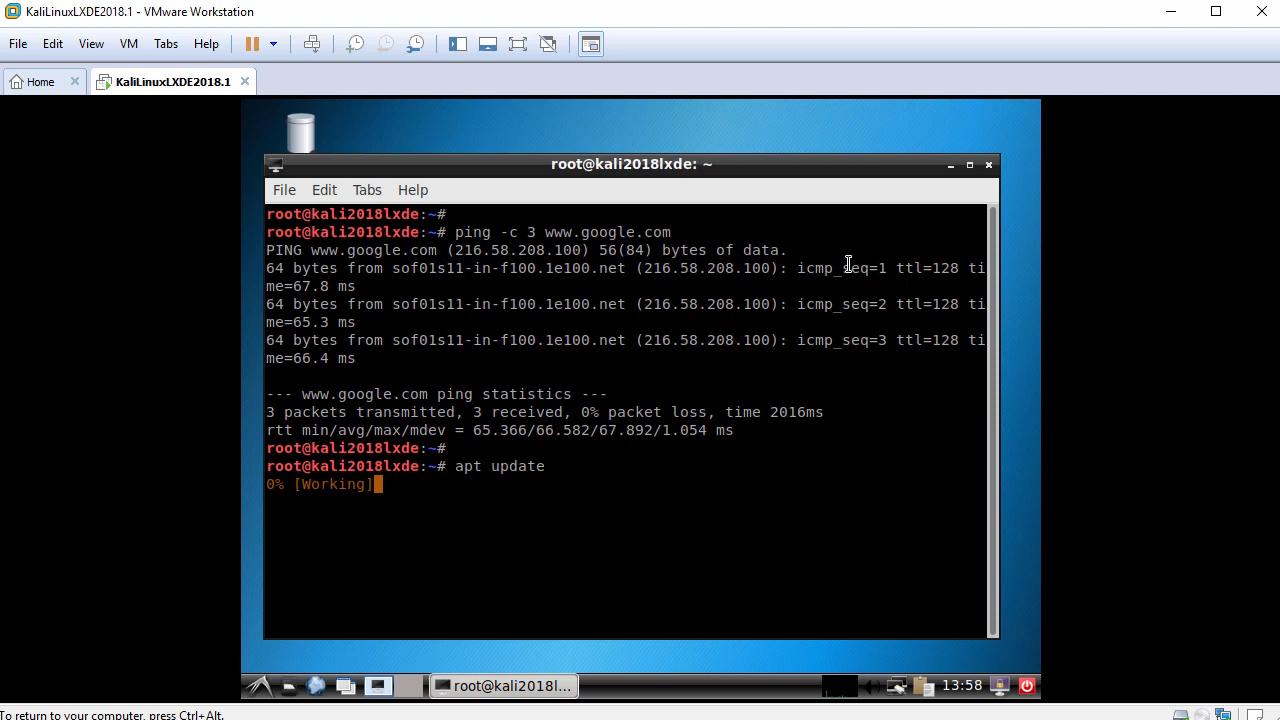 KaliLinuxLXDE2018.1 - VMware Workstation
File Edit View VM Tabs Help
Home KaliLinuxLXDE2018.1
root@kali2018lxde: ~
File Edit Tabs Help
root@kali2018lxde:~#
root@kali2018lxde:~# ping -c 3 www.google.com
PING www.google.com (216.58.208.100) 56(84) bytes of data.
64 bytes from sof01s11-in-f100.1e100.net (216.58.208.100): icmp_seq=1 ttl=128 ti
me=67.8 ms
64 bytes from sof01s11-in-f100.1e100.net (216.58.208.100): icmp_seq=2 ttl=128 ti
me=65.3 ms
64 bytes from sof01s11-in-f100.1e100.net (216.58.208.100): icmp_seq=3 ttl=128 ti
me=66.4 ms
--- www.google.com ping statistics ---
3 packets transmitted, 3 received, 0% packet loss, time 2016ms
rtt min/avg/max/mdev = 65.366/66.582/67.892/1.054 ms
root@kali2018lxde:~#
root@kali2018lxde:~# apt update
0% [Working]
root@kali2018l... 13:58
To return to your computer, press Ctrl+Alt.